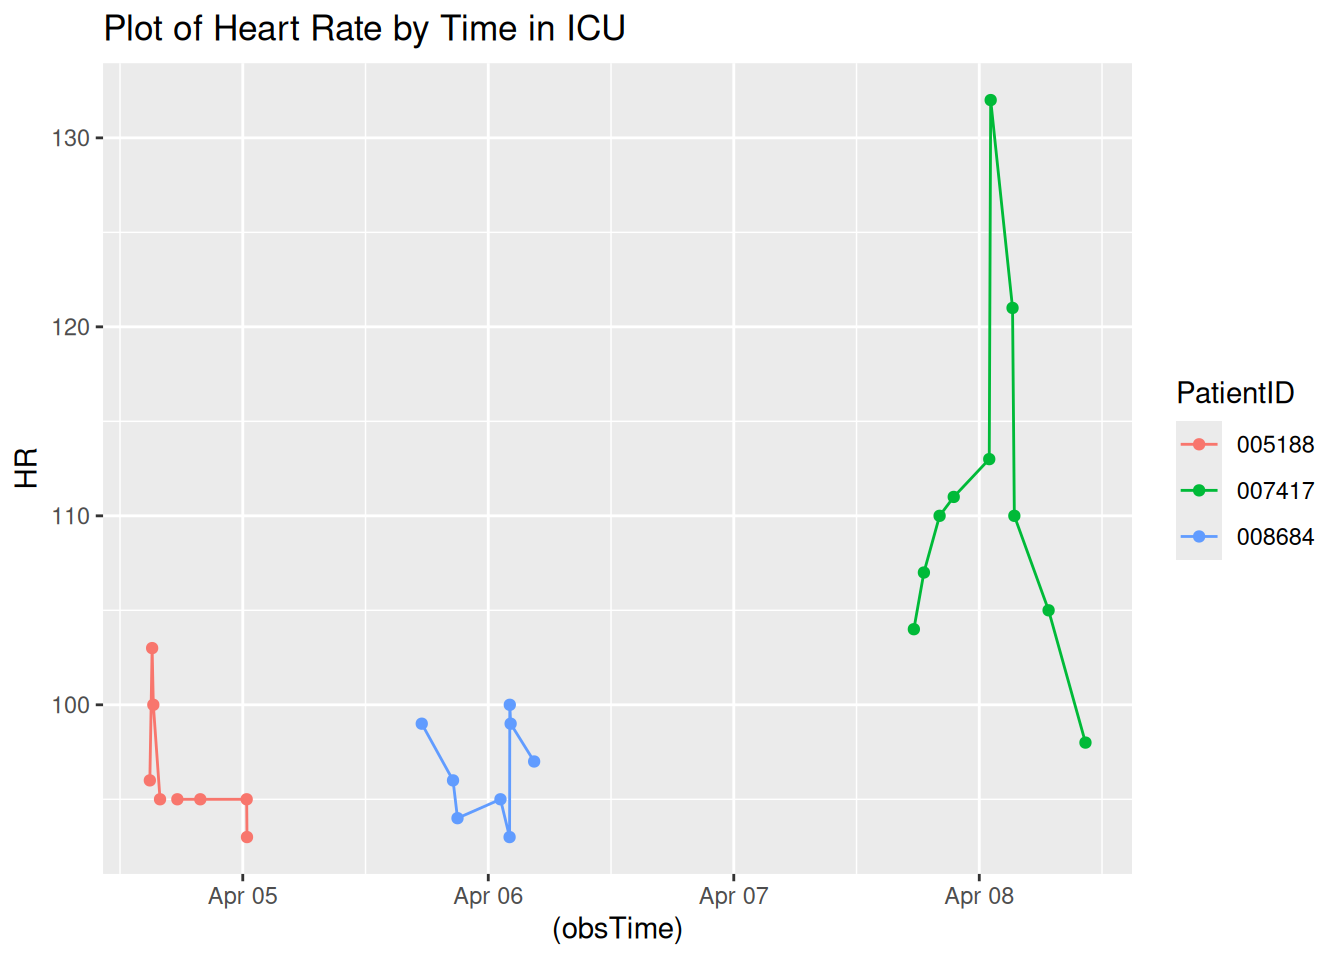 Plot of Heart Rate by Time in ICU
130
120
110
100
HR
Apr 05
Apr 06
Apr 07
Apr 08
(obsTime)
PatientID
005188
007417
008684